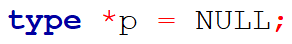 type *p = NULL;